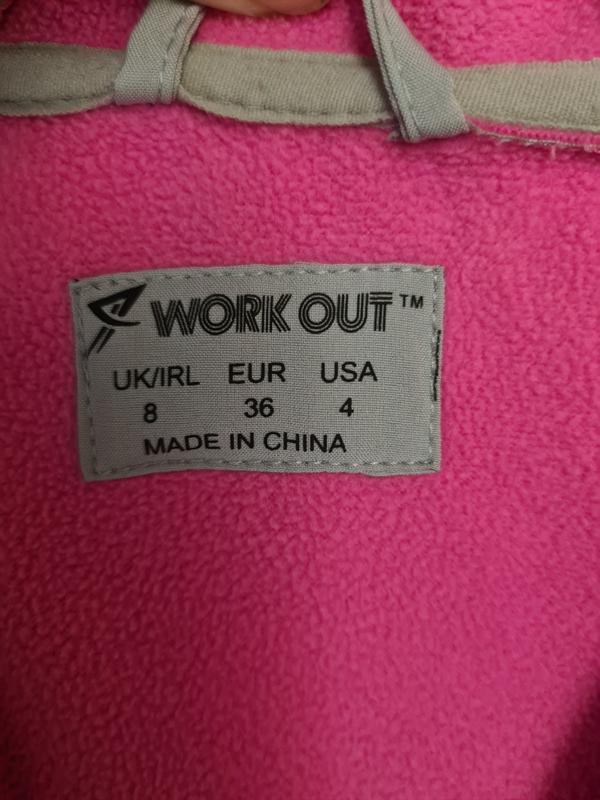 WORK OUT™
UK/IRL EUR USA
8 36 4
MADE IN CHINA